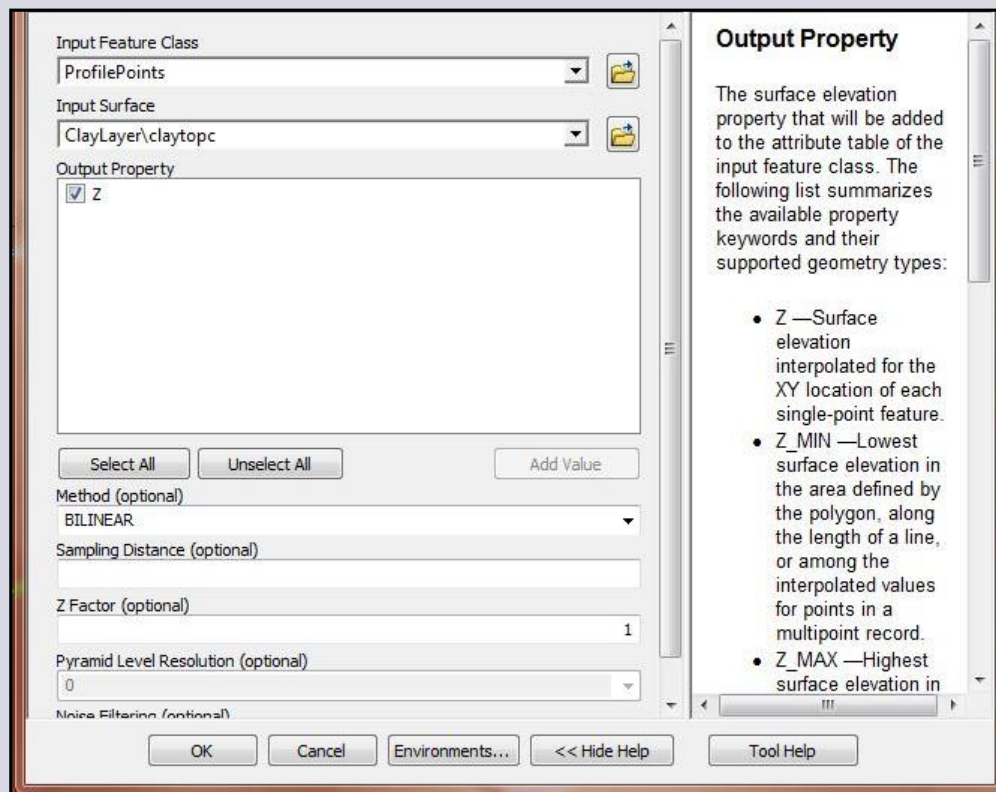 Input Feature Class
ProfilePoints
Input Surface
ClayLayer\claytopc
Output Property
Z
Select All
Unselect All
Add Value
Method (optional)
BILINEAR
Sampling Distance (optional)
Z Factor (optional)
1
Pyramid Level Resolution (optional)
0
Noise Filtering (optional)
Output Property
The surface elevation
property that will be added
to the attribute table of the
input feature class. The
following list summarizes
the available property
keywords and their
supported geometry types:
• Z —Surface
elevation
interpolated for the
XY location of each
single-point feature.
• Z_MIN —Lowest
surface elevation in
the area defined by
the polygon, along
the length of a line,
or among the
interpolated values
for points in a
multipoint record.
• Z_MAX —Highest
surface elevation in
OK
Cancel
Environments...
<< Hide Help
Tool Help